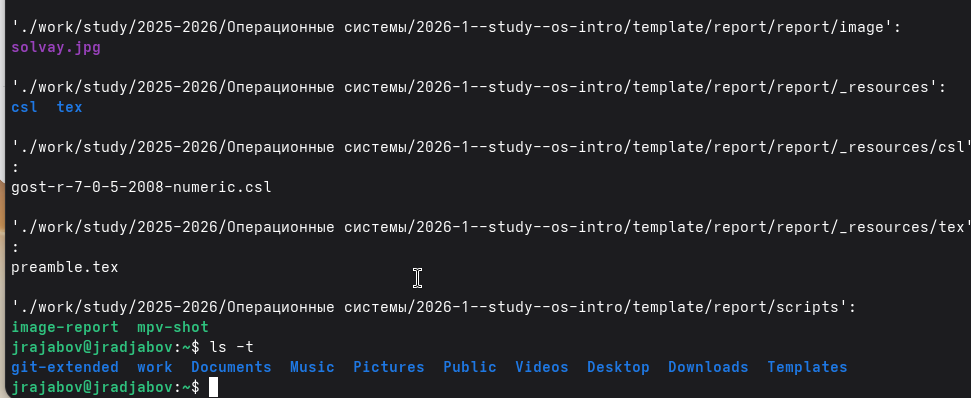 './work/study/2025-2026/Операционные системы/2026-1--study--os-intro/template/report/report/image':
solvay.jpg
'./work/study/2025-2026/Операционные системы/2026-1--study--os-intro/template/report/report/_resources':
csl  tex
'./work/study/2025-2026/Операционные системы/2026-1--study--os-intro/template/report/report/_resources/csl'
:
gost-r-7-0-5-2008-numeric.csl
'./work/study/2025-2026/Операционные системы/2026-1--study--os-intro/template/report/report/_resources/tex'
:
preamble.tex
'./work/study/2025-2026/Операционные системы/2026-1--study--os-intro/template/report/scripts':
image-report  mpv-shot
jrajabov@jradjabov:~$ ls -t
git-extended  work  Documents  Music  Pictures  Public  Videos  Desktop  Downloads  Templates
jrajabov@jradjabov:~$